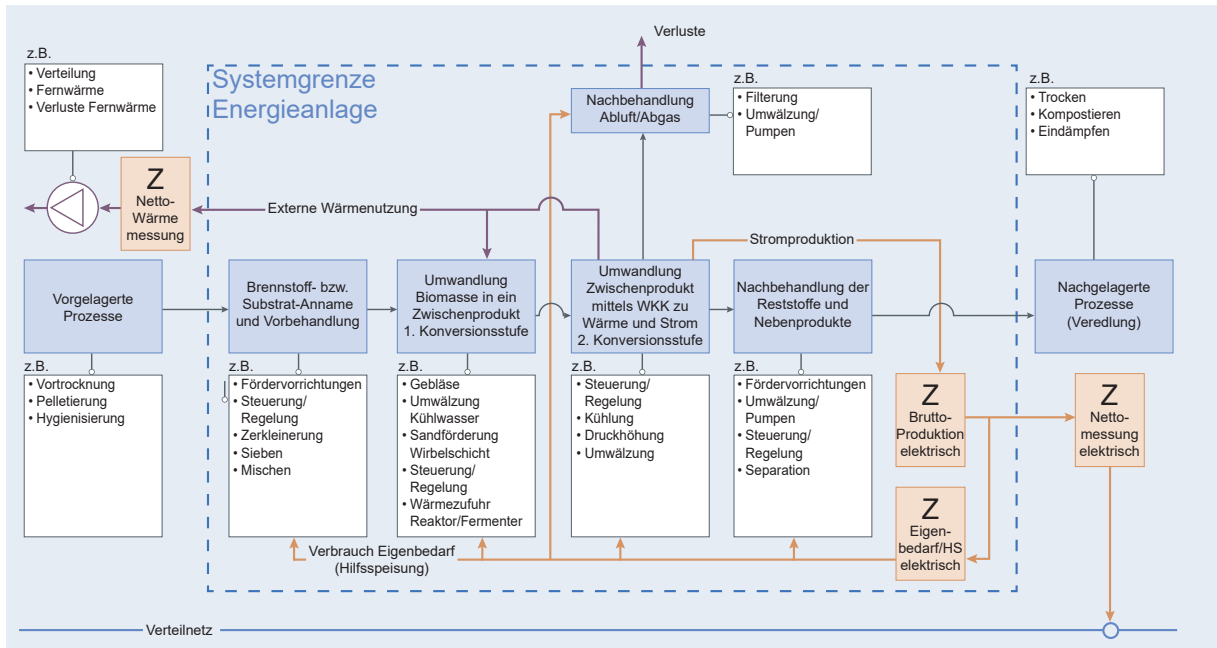 Verluste
z.B.
• Verteilung
• Fernwärme
• Verluste Fernwärme
Systemgrenze
Energieanlage
Nachbehandlung
Abluft/Abgas
z.B.
• Filterung
• Umwälzung/
Pumpen
z.B.
• Trocken
• Kompostieren
• Eindämpfen
Z
Netto-
Wärme
messung
Externe Wärmenutzung
Stromproduktion
Vorgelagerte
Prozesse
Brennstoff- bzw.
Substrat-Anname
und Vorbehandlung
Umwandlung
Biomasse in ein
Zwischenprodukt
1. Konversionsstufe
Umwandlung
Zwischenprodukt
mittels WKK zu
Wärme und Strom
2. Konversionsstufe
Nachbehandlung der
Reststoffe und
Nebenprodukte
Nachgelagerte
Prozesse
(Veredlung)
z.B.
• Vortrocknung
• Pelletierung
• Hygienisierung
z.B.
• Fördervorrichtungen
• Steuerung/
Regelung
• Zerkleinerung
• Sieben
• Mischen
z.B.
• Gebläse
• Umwälzung
Kühlwasser
• Sandförderung
Wirbelschicht
• Steuerung/
Regelung
• Wärmezufuhr
Reaktor/Fermenter
z.B.
• Steuerung/
Regelung
• Kühlung
• Druckhöhung
• Umwälzung
z.B.
• Fördervorrichtungen
• Umwälzung/
Pumpen
• Steuerung/
Regelung
• Separation
Z
Brutto-
Produktion
elektrisch
Z
Netto-
messung
elektrisch
Z
Eigen-
bedarf/HS
elektrisch
Verbrauch Eigenbedarf
(Hilfsspeisung)
Verteilnetz